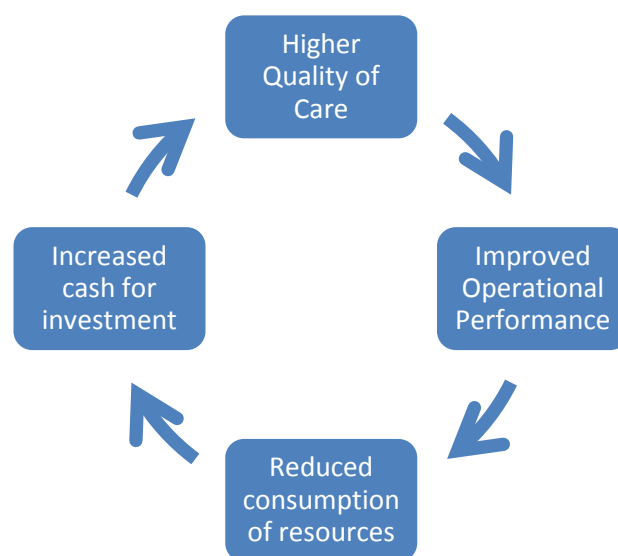 Higher
Quality of
Care
Improved
Operational
Performance
Reduced
consumption
of resources
Increased
cash for
investment